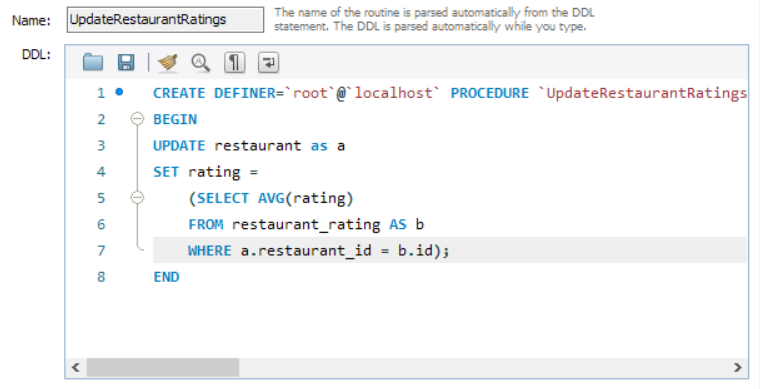 Name: UpdateRestaurantRatings The name of the routine is parsed automatically from the DDL
statement. The DDL is parsed automatically while you type.
DDL:
1 CREATE DEFINER=`root`@`localhost` PROCEDURE `UpdateRestaurantRatings
2 BEGIN
3 UPDATE restaurant as a
4 SET rating =
5 (SELECT AVG(rating)
6 FROM restaurant_rating AS b
7 WHERE a.restaurant_id = b.id);
8 END